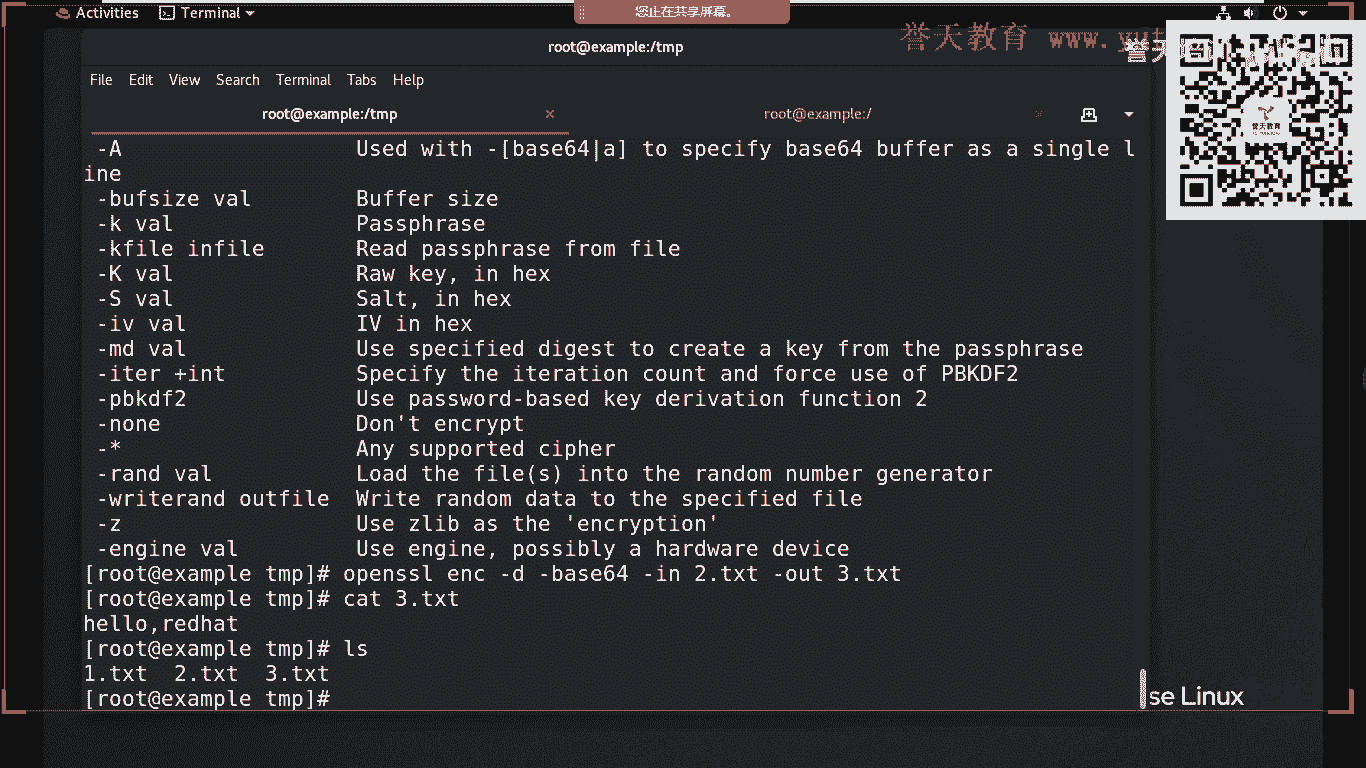 Activities Terminal
您正在共享屏幕。
誉天教育
root@example:/tmp
File Edit View Search Terminal Tabs Help
root@example:/tmp × root@example:/ ×
-A Used with -[base64|a] to specify base64 buffer as a single l
ine
-bufsize val Buffer size
-k val Passphrase
-kfile infile Read passphrase from file
-K val Raw key, in hex
-S val Salt, in hex
-iv val IV in hex
-md val Use specified digest to create a key from the passphrase
-iter +int Specify the iteration count and force use of PBKDF2
-pbkdf2 Use password-based key derivation function 2
-none Don't encrypt
-* Any supported cipher
-rand val Load the file(s) into the random number generator
-writerand outfile Write random data to the specified file
-z Use zlib as the 'encryption'
-engine val Use engine, possibly a hardware device
[root@example tmp]# openssl enc -d -base64 -in 2.txt -out 3.txt
[root@example tmp]# cat 3.txt
hello,redhat
[root@example tmp]# ls
1.txt 2.txt 3.txt
[root@example tmp]#
誉天教育
se Linux